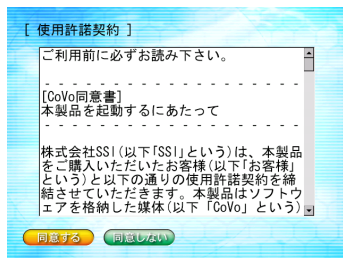 [ 使用許諾契約 ]
ご利用前に必ずお読み下さい。
- - - - - - - - - - - - - - - - - -
[CoVo同意書]
本製品を起動するにあたって
- - - - - - - - - - - - - - - - - -
株式会社SSI(以下｢SSI｣という)は、本製品
をご購入いただいたお客様(以下｢お客様｣
という)と以下の通りの使用許諾契約を締
結させていただきます。本製品はソフトウ
ェアを格納した媒体(以下「CoVo」という)
同意する
同意しない